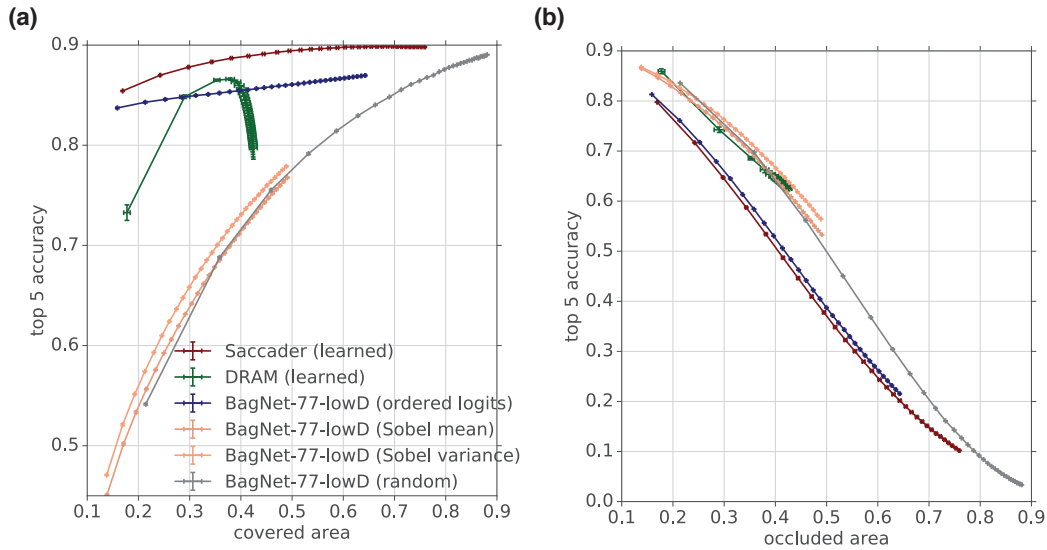 (a)
0.9
0.8
0.7
0.6
0.5
top 5 accuracy
Saccader (learned)
DRAM (learned)
BagNet-77-lowD (ordered logits)
BagNet-77-lowD (Sobel mean)
BagNet-77-lowD (Sobel variance)
BagNet-77-lowD (random)
0.1 0.2 0.3 0.4 0.5 0.6 0.7 0.8 0.9
covered area
(b)
0.9
0.8
0.7
0.6
0.5
0.4
0.3
0.2
0.1
0.0
top 5 accuracy
0.1 0.2 0.3 0.4 0.5 0.6 0.7 0.8 0.9
occluded area